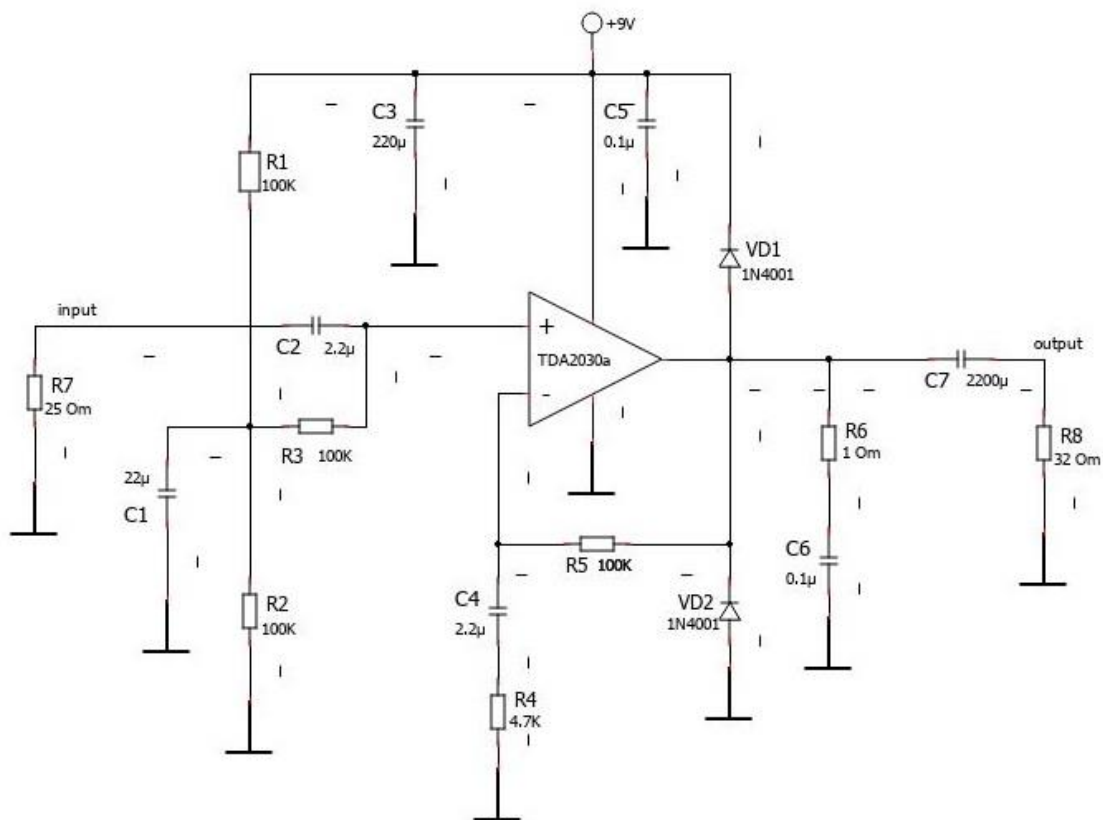 +9V
C3
220µ
C5
0.1µ
R1
100K
VD1
1N4001
input
C2
2.2µ
+
TDA2030a
-
output
C7
2200µ
R7
25 Om
R3
100K
R6
1 Om
R8
32 Om
22µ
C1
R5
100K
C6
0.1µ
R2
100K
C4
2.2µ
VD2
1N4001
R4
4.7K